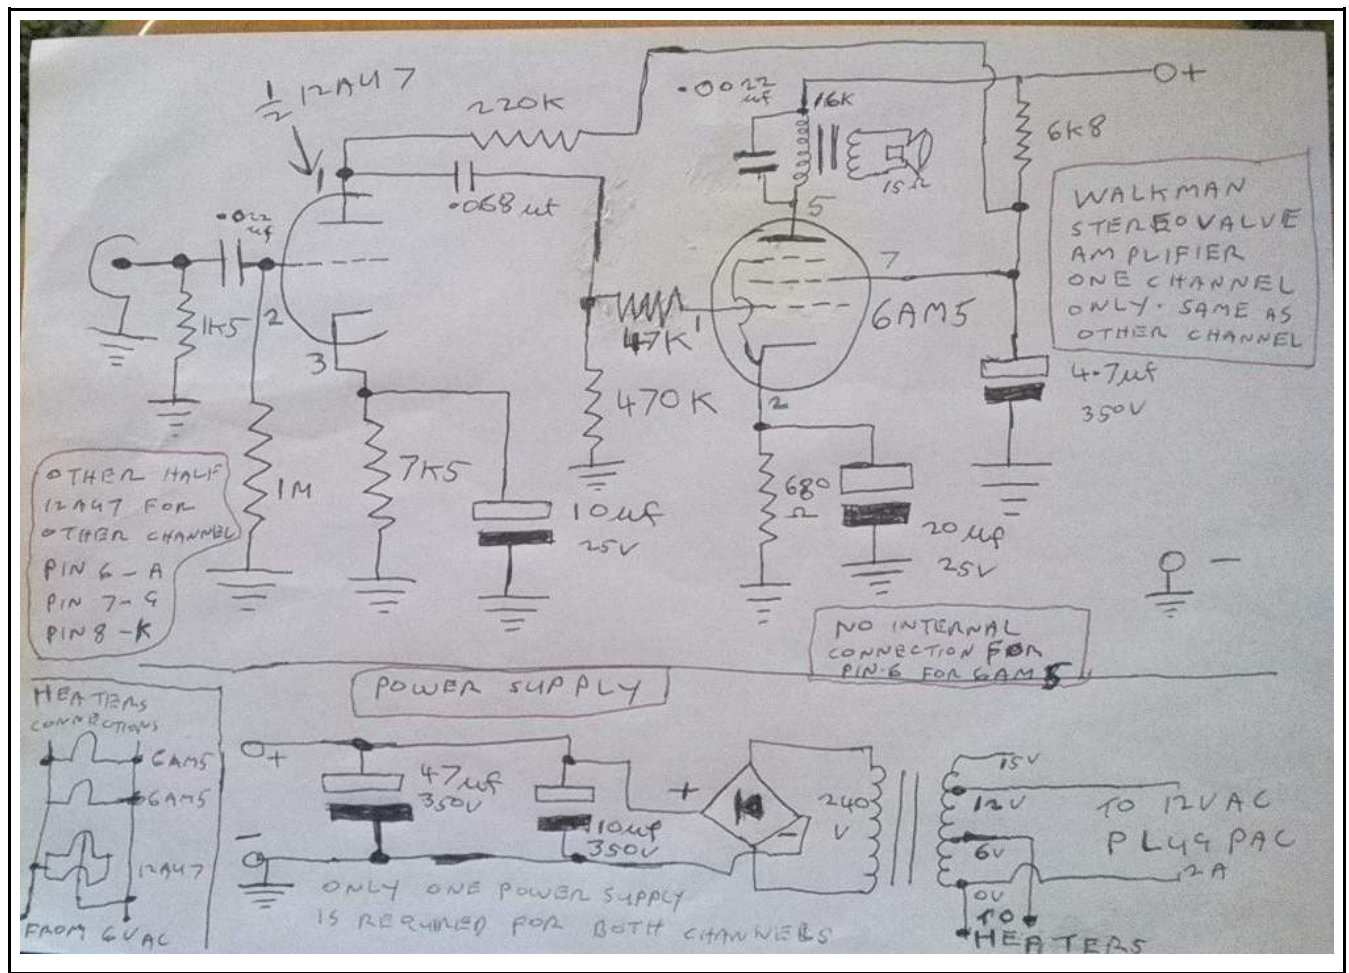 1/2 12AU7
220K
.0022
uf
16K
+
6K8
15Ω
1
.068 uf
.022
uf
5
7
WALKMAN
STEREO VALVE
AMPLIFIER
ONE CHANNEL
ONLY. SAME AS
OTHER CHANNEL
1K5
2
3
47K
1
6AM5
4.7uf
350V
470K
2
7K5
1M
10uf
25V
680
Ω
20uf
25V
OTHER HALF
12AU7 FOR
OTHER CHANNEL
PIN 6 - A
PIN 7 - G
PIN 8 - K
-
NO INTERNAL
CONNECTION FOR
PIN.6 FOR 6AM5
HEATERS
CONNECTIONS
6AM5
6AM5
12AU7
FROM 6VAC
POWER SUPPLY
+
47uf
350V
10uf
350V
+
-
-
240
V
15V
12V
6V
0V
TO 12VAC
PLUG PAC
2A
TO
HEATERS
ONLY ONE POWER SUPPLY
IS REQUIRED FOR BOTH CHANNELS